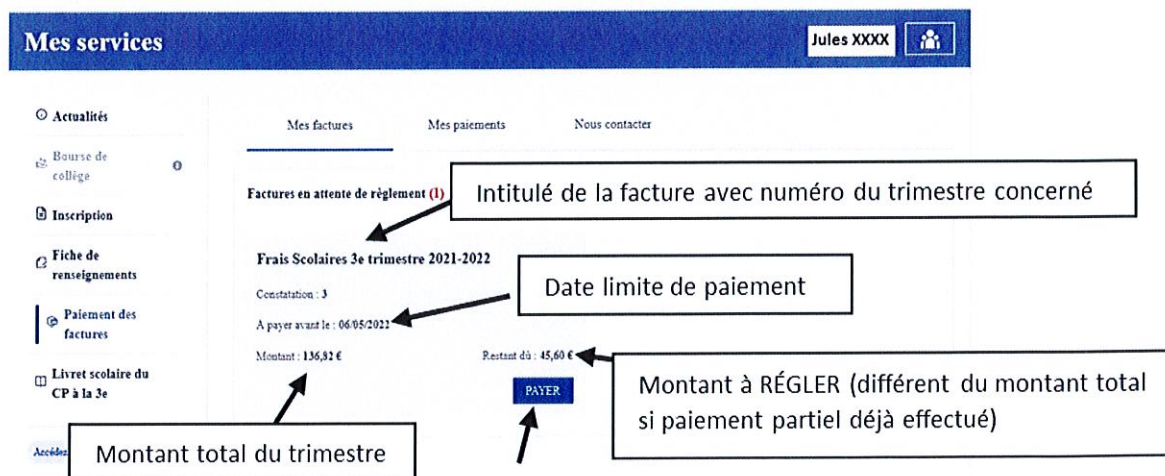 Mes services
Jules XXXX
Actualités
Bourse de
collège
Inscription
Fiche de
renseignements
Paiement des
factures
Livret scolaire du
CP à la 3e
Accédez
Mes factures
Mes paiements
Nous contacter
Factures en attente de règlement (1)
Intitulé de la facture avec numéro du trimestre concerné
Frais Scolaires 3e trimestre 2021-2022
Constatation : 3
Date limite de paiement
A payer avant le : 06/05/2022
Montant : 136,82 €
Restant dû : 45,60 €
PAYER
Montant à RÉGLER (différent du montant total
si paiement partiel déjà effectué)
Montant total du trimestre